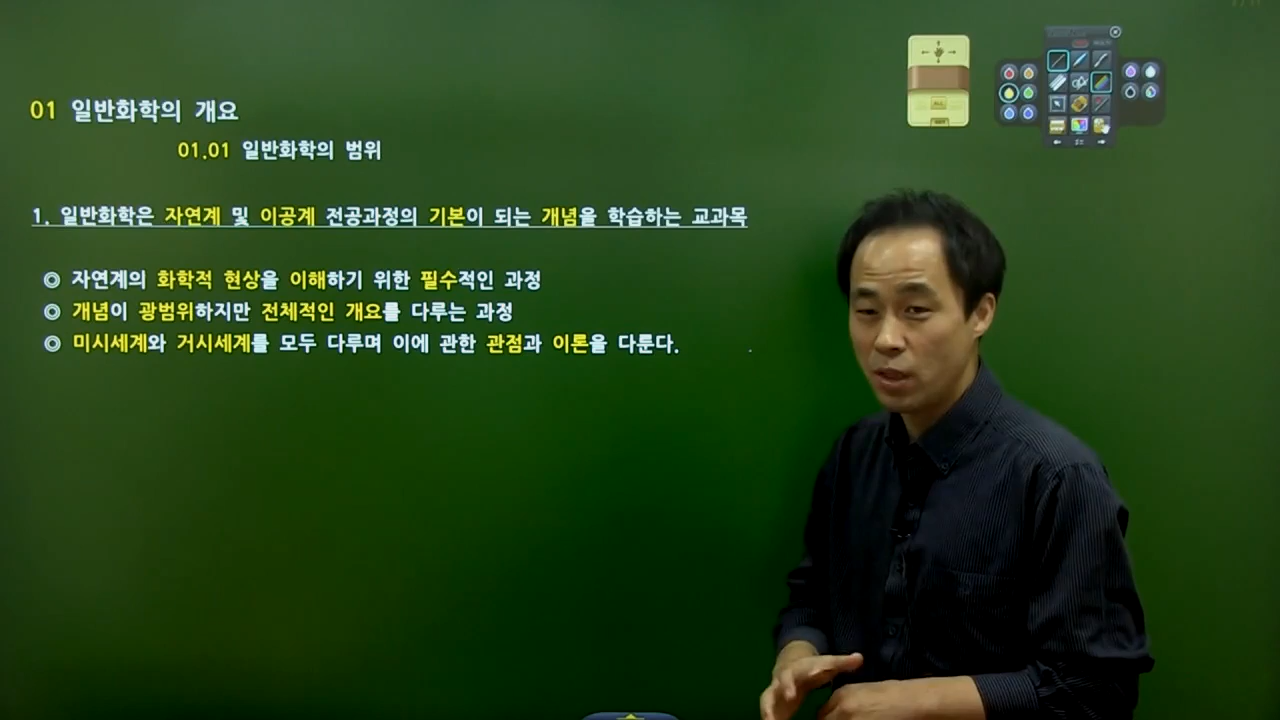 01 일반화학의 개요
01.01 일반화학의 범위
1. 일반화학은 자연계 및 이공계 전공과정의 기본이 되는 개념을 학습하는 교과목
◎ 자연계의 화학적 현상을 이해하기 위한 필수적인 과정
◎ 개념이 광범위하지만 전체적인 개요를 다루는 과정
◎ 미시세계와 거시세계를 모두 다루며 이에 관한 관점과 이론을 다룬다.
ALL